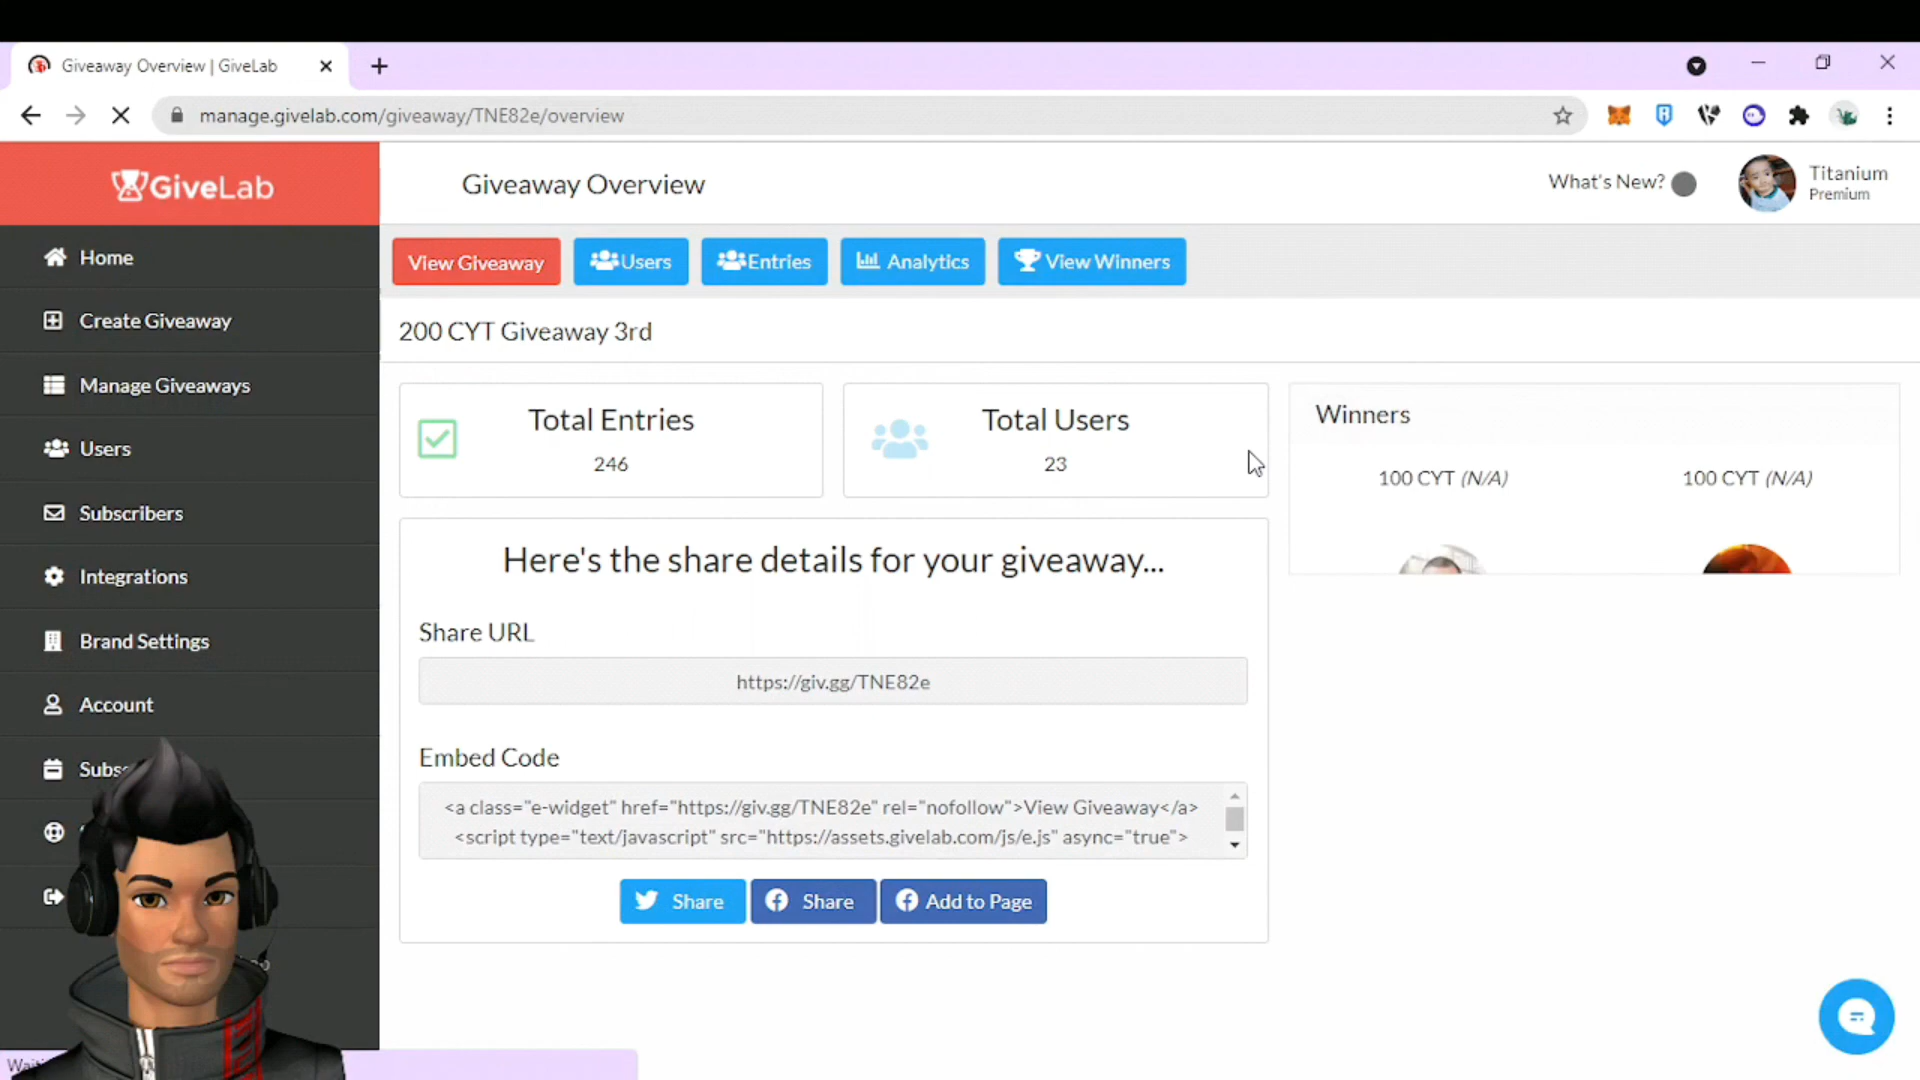 Giveaway Overview | GiveLab
manage.givelab.com/giveaway/TNE82e/overview
GiveLab
Giveaway Overview
What's New?
Titanium
Premium
Home
Create Giveaway
Manage Giveaways
Users
Subscribers
Integrations
Brand Settings
Account
View Giveaway
Users
Entries
Analytics
View Winners
200 CYT Giveaway 3rd
Total Entries
246
Total Users
23
Winners
100 CYT (N/A)
100 CYT (N/A)
Here's the share details for your giveaway...
Share URL
https://giv.gg/TNE82e
Embed Code
<a class="e-widget" href="https://giv.gg/TNE82e" rel="nofollow">View Giveaway</a>
<script type="text/javascript" src="https://assets.givelab.com/js/e.js" async="true">
Share
Share
Add to Page